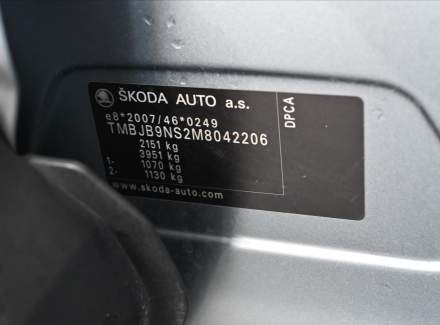 ŠKODA AUTO a.s.
e8*2007/46*0249
TMBJB9NS2M8042206
2151 kg
3951 kg
1- 1070 kg
2- 1130 kg
www.skoda-auto.com
DPCA